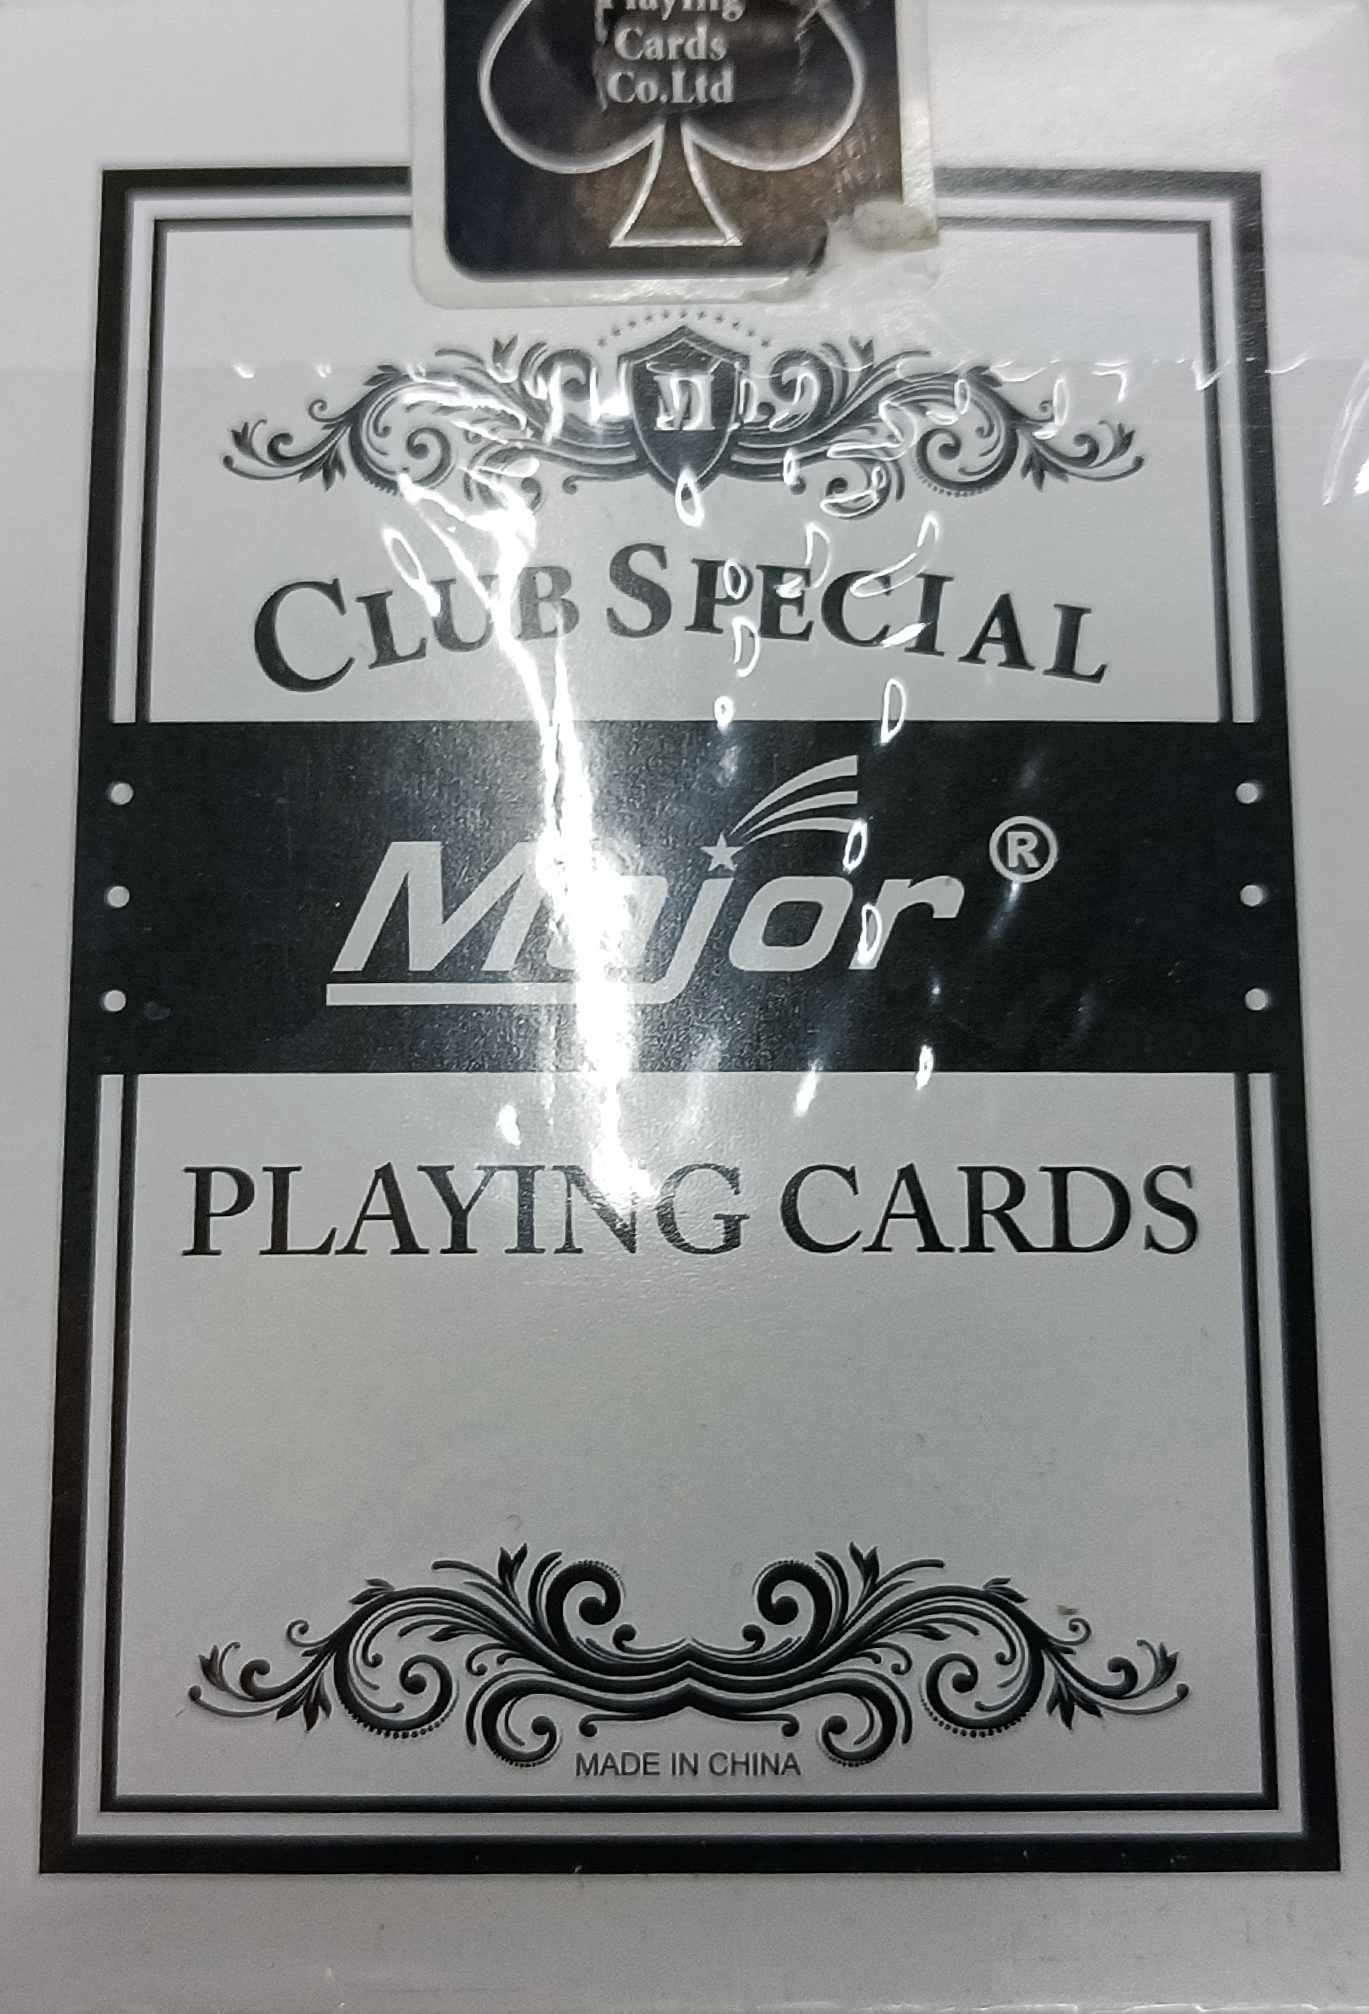 Playing
Cards
Co.Ltd
CLUB SPECIAL
Major ®
PLAYING CARDS
MADE IN CHINA